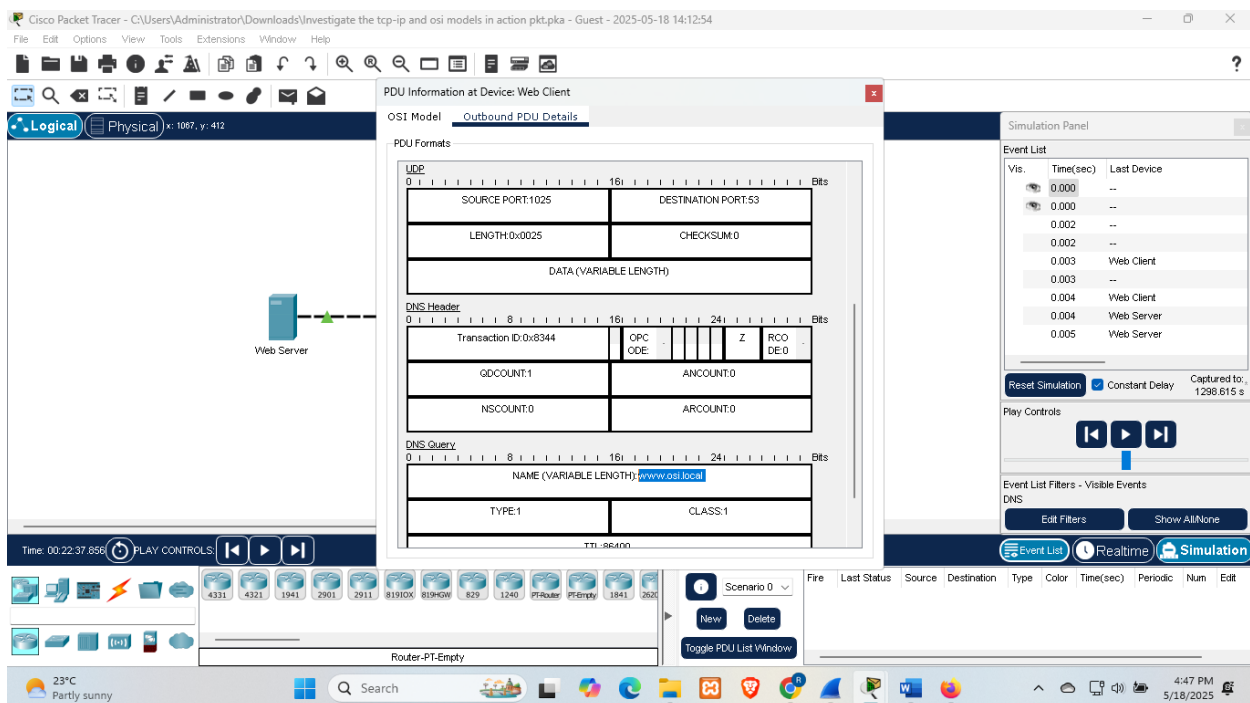 Cisco Packet Tracer - C:\Users\Administrator\Downloads\Investigate the tcp-ip and osi models in action pkt.pka - Guest - 2025-05-18 14:12:54
File Edit Options View Tools Extensions Window Help
?
Logical Physical x: 1067, y: 412
PDU Information at Device: Web Client
x
OSI Model Outbound PDU Details
PDU Formats
UDP
0 16 Bits
SOURCE PORT:1025 DESTINATION PORT:53
LENGTH:0x0025 CHECKSUM:0
DATA (VARIABLE LENGTH)
DNS Header
0 8 16 24 Bits
Transaction ID:0x8344 OPC Z RCO
ODE: DE:0
QDCOUNT:1 ANCOUNT:0
NSCOUNT:0 ARCOUNT:0
DNS Query
0 8 16 24 Bits
NAME (VARIABLE LENGTH):www.osi.local
TYPE:1 CLASS:1
TTL:86400
Web Server
Simulation Panel
Event List
Vis. Time(sec) Last Device
0.000 --
0.000 --
0.002 --
0.002 --
0.003 Web Client
0.003 --
0.004 Web Client
0.004 Web Server
0.005 Web Server
Reset Simulation Constant Delay Captured to:
1298.615 s
Play Controls
Event List Filters - Visible Events
DNS
Edit Filters Show All/None
Time: 00:22:37.856 PLAY CONTROLS:
Event List Realtime Simulation
4331 4321 1941 2901 2911 819IOX 819HGW 829 1240 PT-Router PT-Empty 1841 262
Router-PT-Empty
Scenario 0
New Delete
Toggle PDU List Window
Fire Last Status Source Destination Type Color Time(sec) Periodic Num Edit
23°C
Partly sunny
Search
4:47 PM
5/18/2025